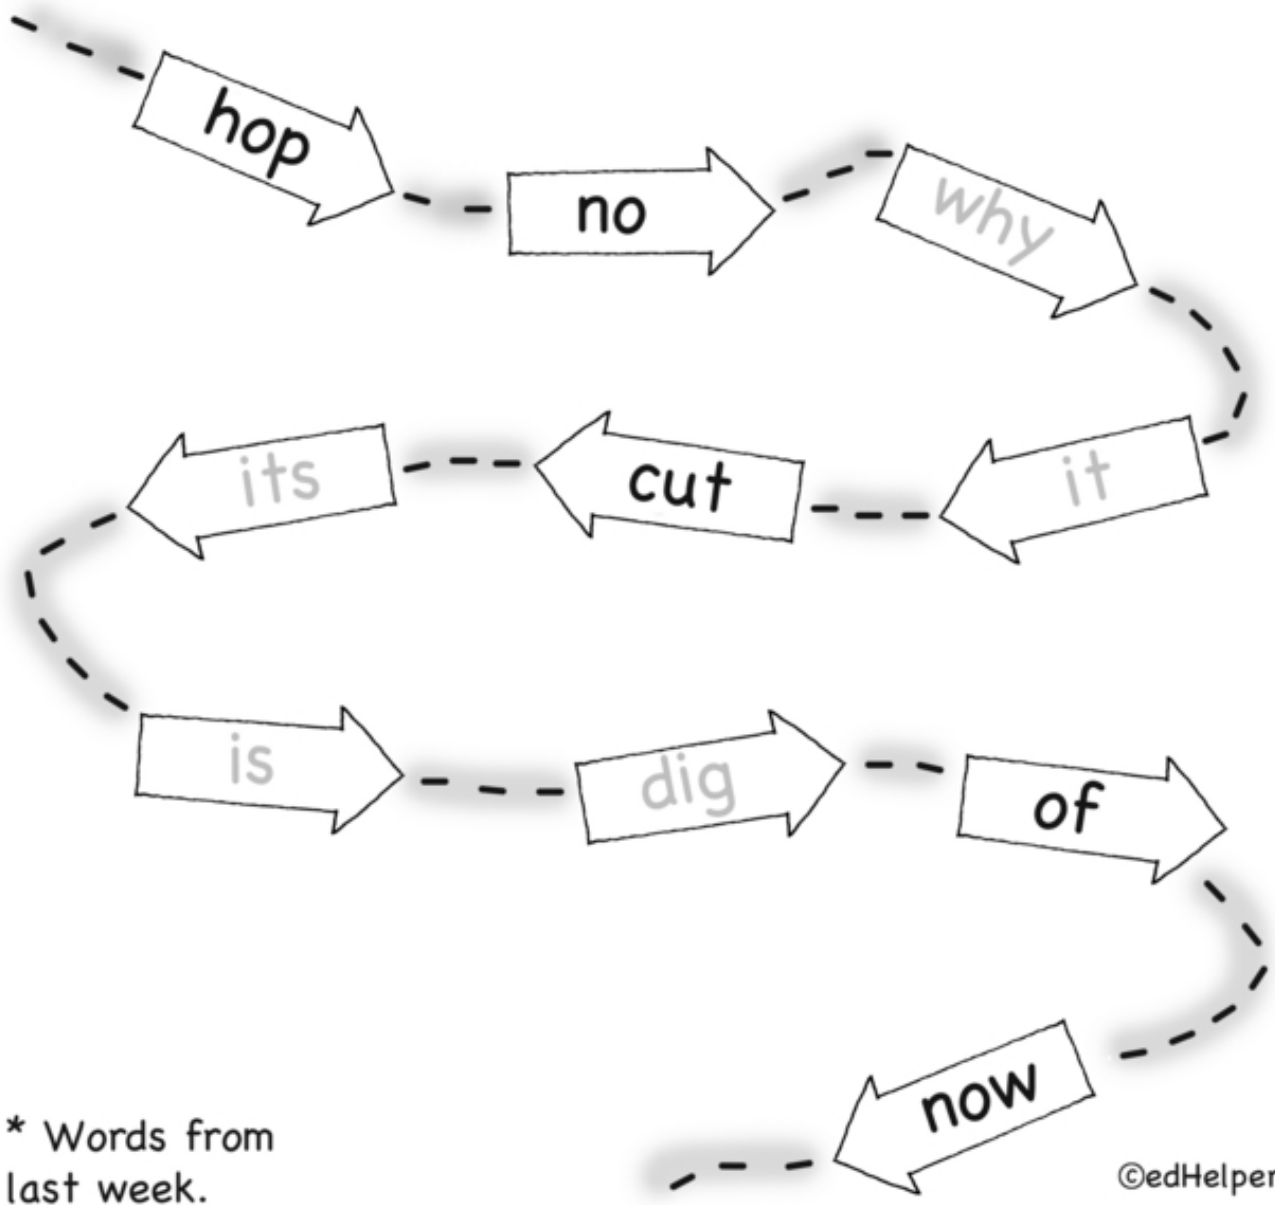 hop
no
why
it
cut
its
is
dig
of
now
* Words from
last week.
©edHelper